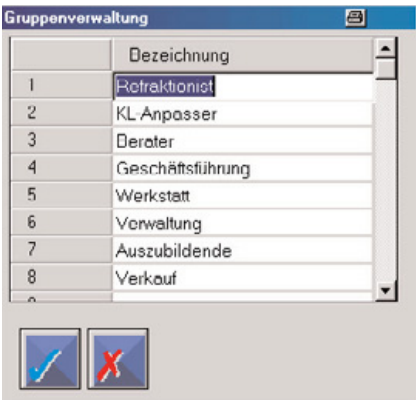 Gruppenverwaltung
Bezeichnung
1 Refraktionist
2 KL-Anpasser
3 Berater
4 Geschäftsführung
5 Werkstatt
6 Verwaltung
7 Auszubildende
8 Verkauf